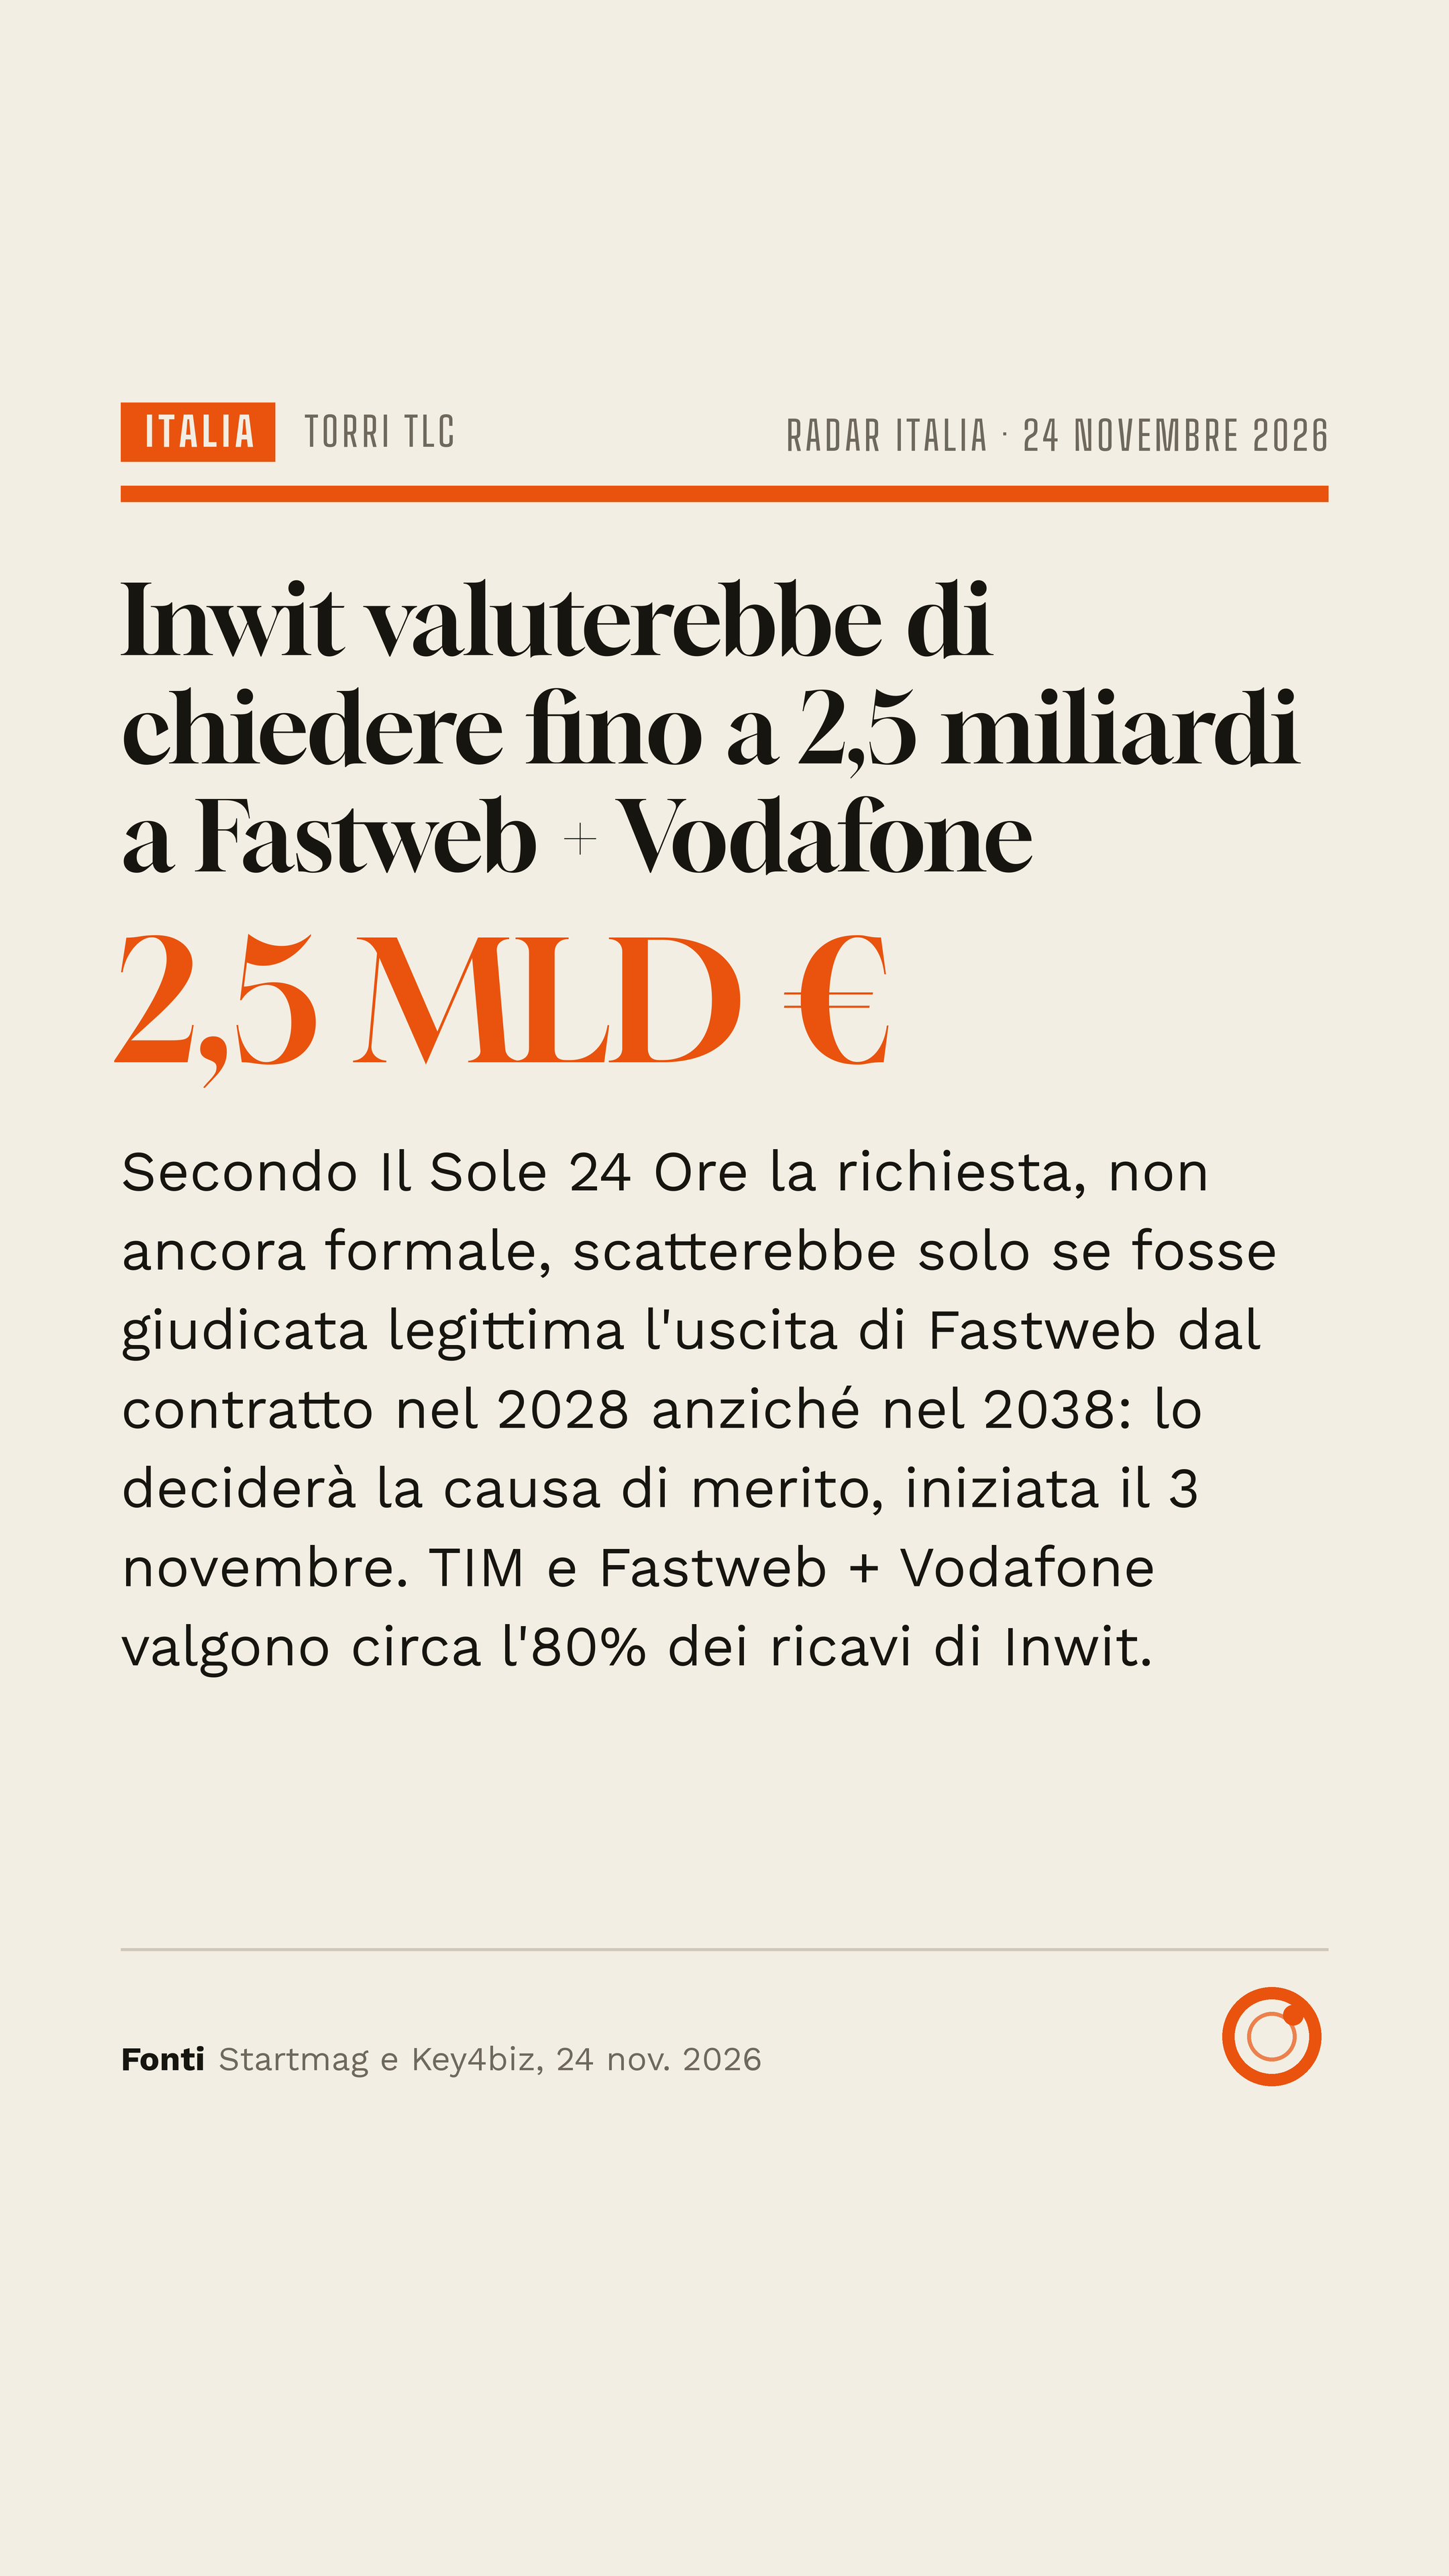 ITALIA TORRI TLC RADAR ITALIA · 24 NOVEMBRE 2026
Inwit valuterebbe di
chiedere fino a 2,5 miliardi
a Fastweb + Vodafone
2,5 MLD €
Secondo Il Sole 24 Ore la richiesta, non
ancora formale, scatterebbe solo se fosse
giudicata legittima l'uscita di Fastweb dal
contratto nel 2028 anziché nel 2038: lo
deciderà la causa di merito, iniziata il 3
novembre. TIM e Fastweb + Vodafone
valgono circa l'80% dei ricavi di Inwit.
Fonti Startmag e Key4biz, 24 nov. 2026